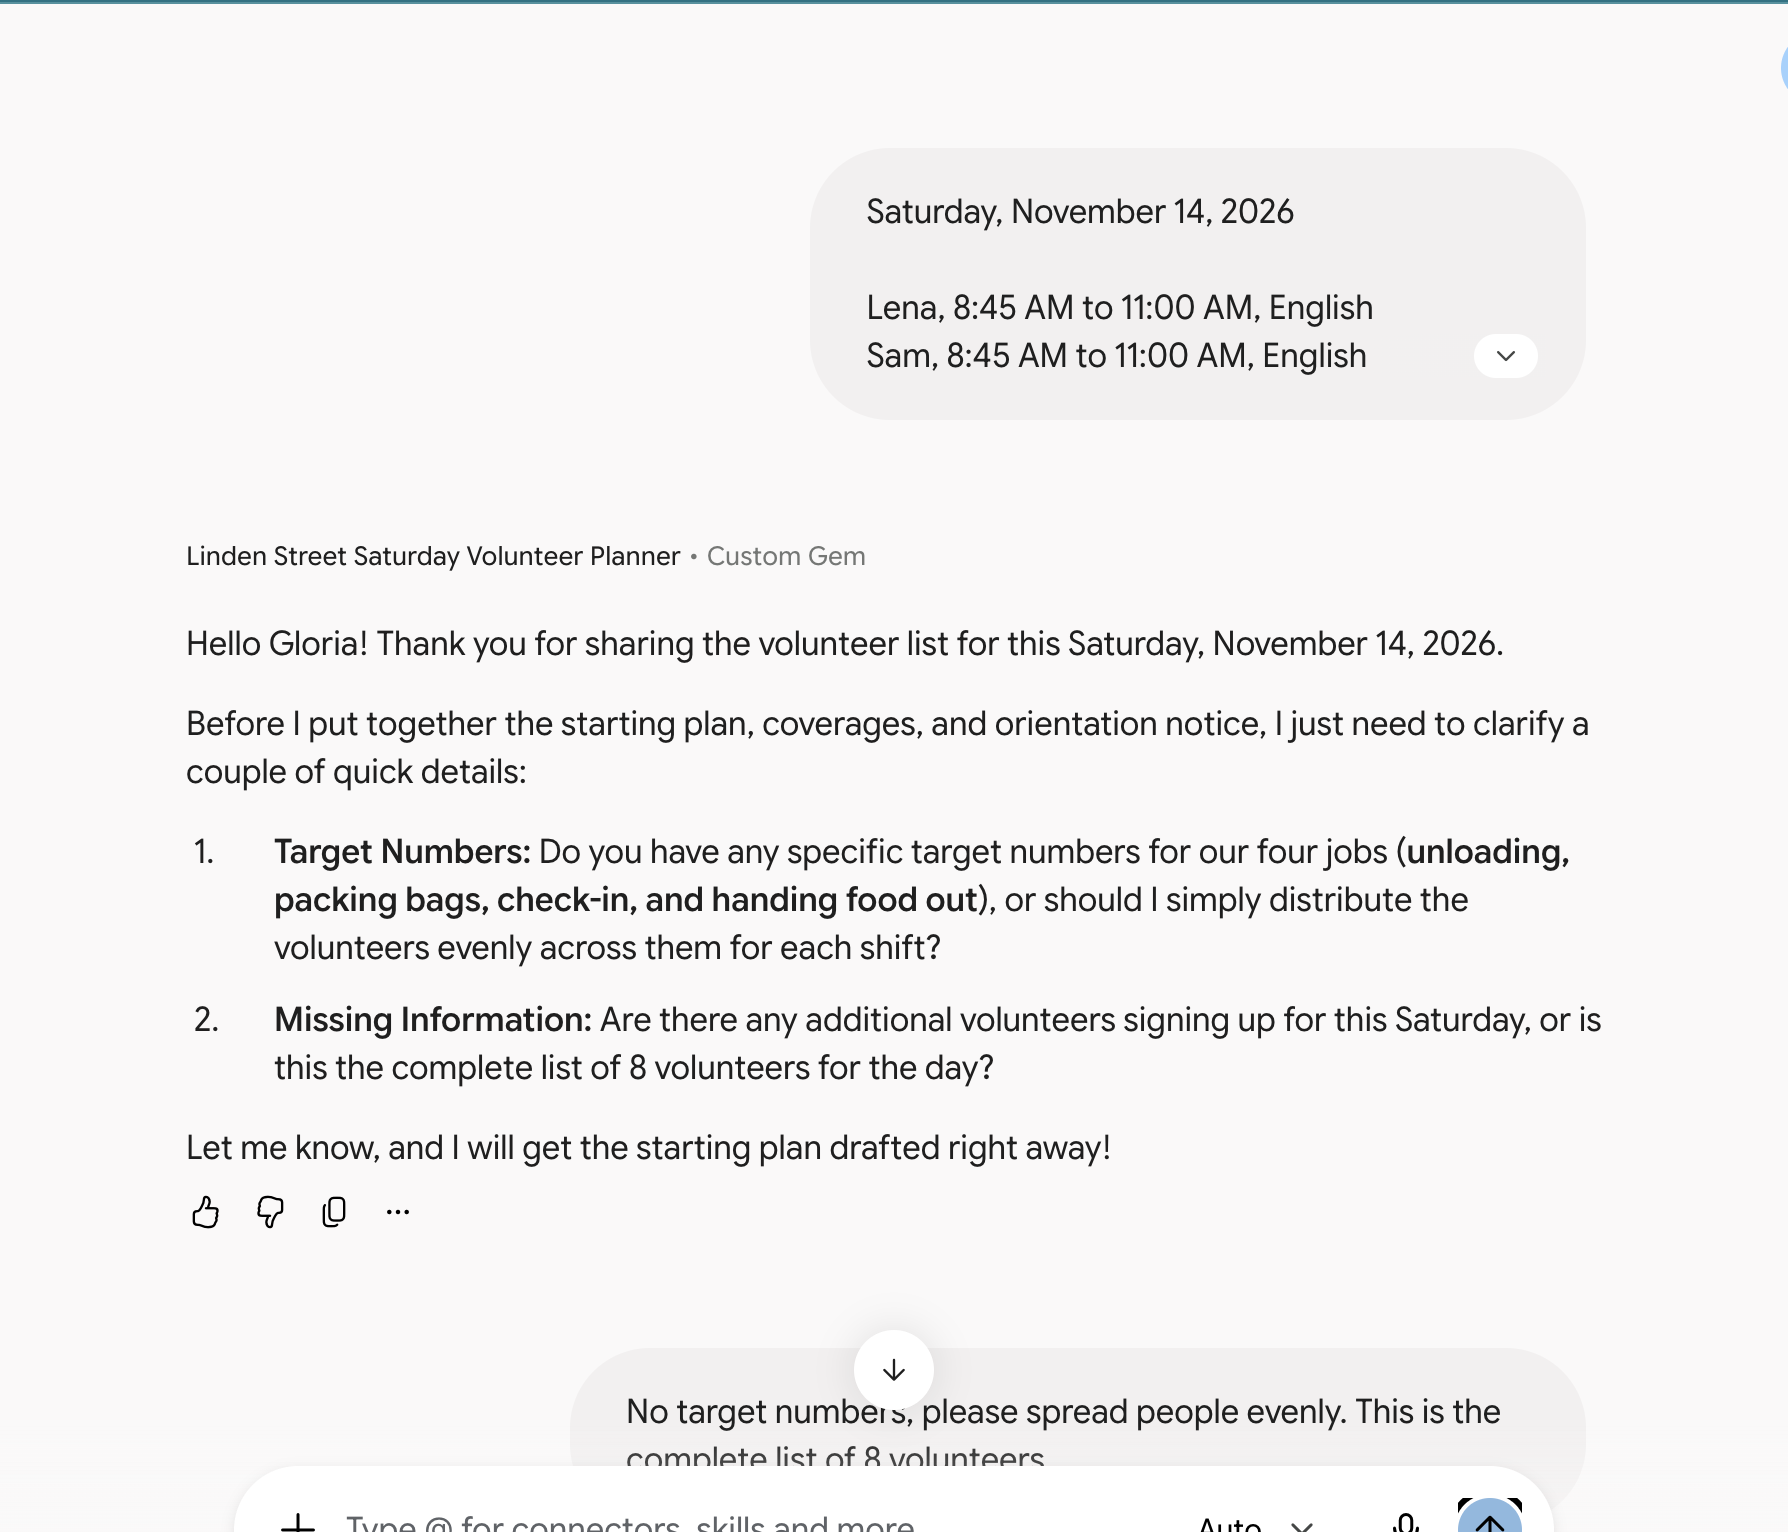 Saturday, November 14, 2026
Lena, 8:45 AM to 11:00 AM, English
Sam, 8:45 AM to 11:00 AM, English
Linden Street Saturday Volunteer Planner • Custom Gem
Hello Gloria! Thank you for sharing the volunteer list for this Saturday, November 14, 2026.
Before I put together the starting plan, coverages, and orientation notice, I just need to clarify a
couple of quick details:
1. Target Numbers: Do you have any specific target numbers for our four jobs (unloading,
packing bags, check-in, and handing food out), or should I simply distribute the
volunteers evenly across them for each shift?
2. Missing Information: Are there any additional volunteers signing up for this Saturday, or is
this the complete list of 8 volunteers for the day?
Let me know, and I will get the starting plan drafted right away!
No target numbers, please spread people evenly. This is the
complete list of 8 volunteers
Type @ for connectors, skills and more
Auto